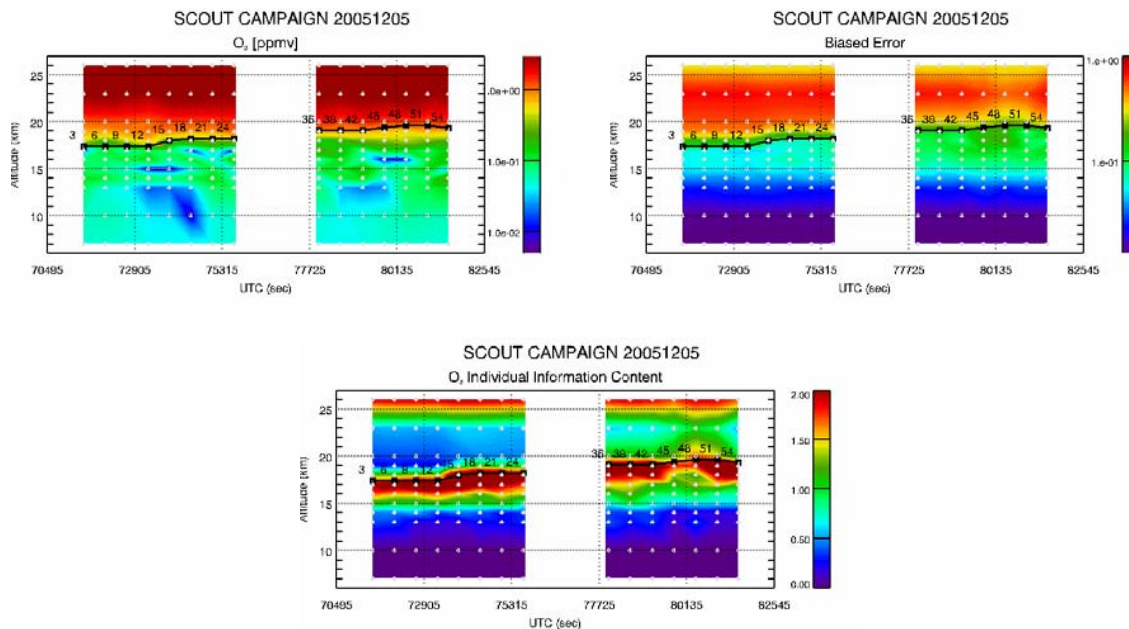 SCOUT CAMPAIGN 20051205
O₃ [ppmv]
25
20
15
10
Altitude [km]
3 6 9 12 15 18 21 24
36 38 42 45 48 51 54
.0e+00
1.0e-01
1.0e-02
70495 72905 75315 77725 80135 82545
UTC (sec)
SCOUT CAMPAIGN 20051205
Biased Error
25
20
15
10
Altitude [km]
3 6 9 12 15 18 21 24
36 38 42 45 48 51 54
70495 72905 75315 77725 80135 82545
UTC (sec)
SCOUT CAMPAIGN 20051205
O₃ Individual Information Content
25
20
15
10
Altitude [km]
3 6 9 12 15 18 21 24
36 38 42 45 48 51 54
2.00
1.50
1.00
0.50
0.00
70495 72905 75315 77725 80135 82545
UTC (sec)